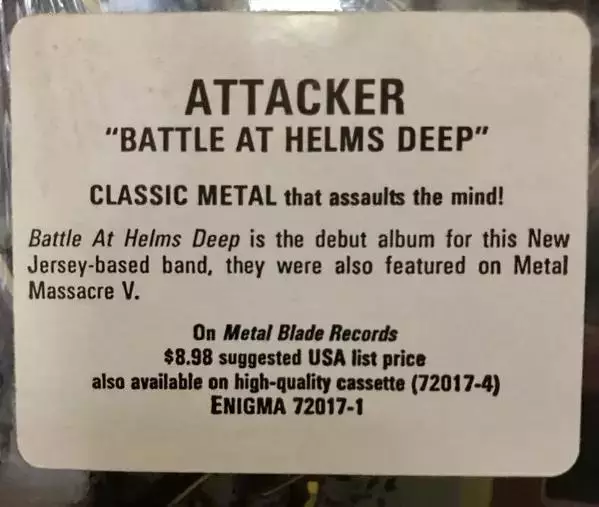 ATTACKER
"BATTLE AT HELMS DEEP"
CLASSIC METAL that assaults the mind!
Battle At Helms Deep is the debut album for this New
Jersey-based band, they were also featured on Metal
Massacre V.
On Metal Blade Records
$8.98 suggested USA list price
also available on high-quality cassette (72017-4)
ENIGMA 72017-1